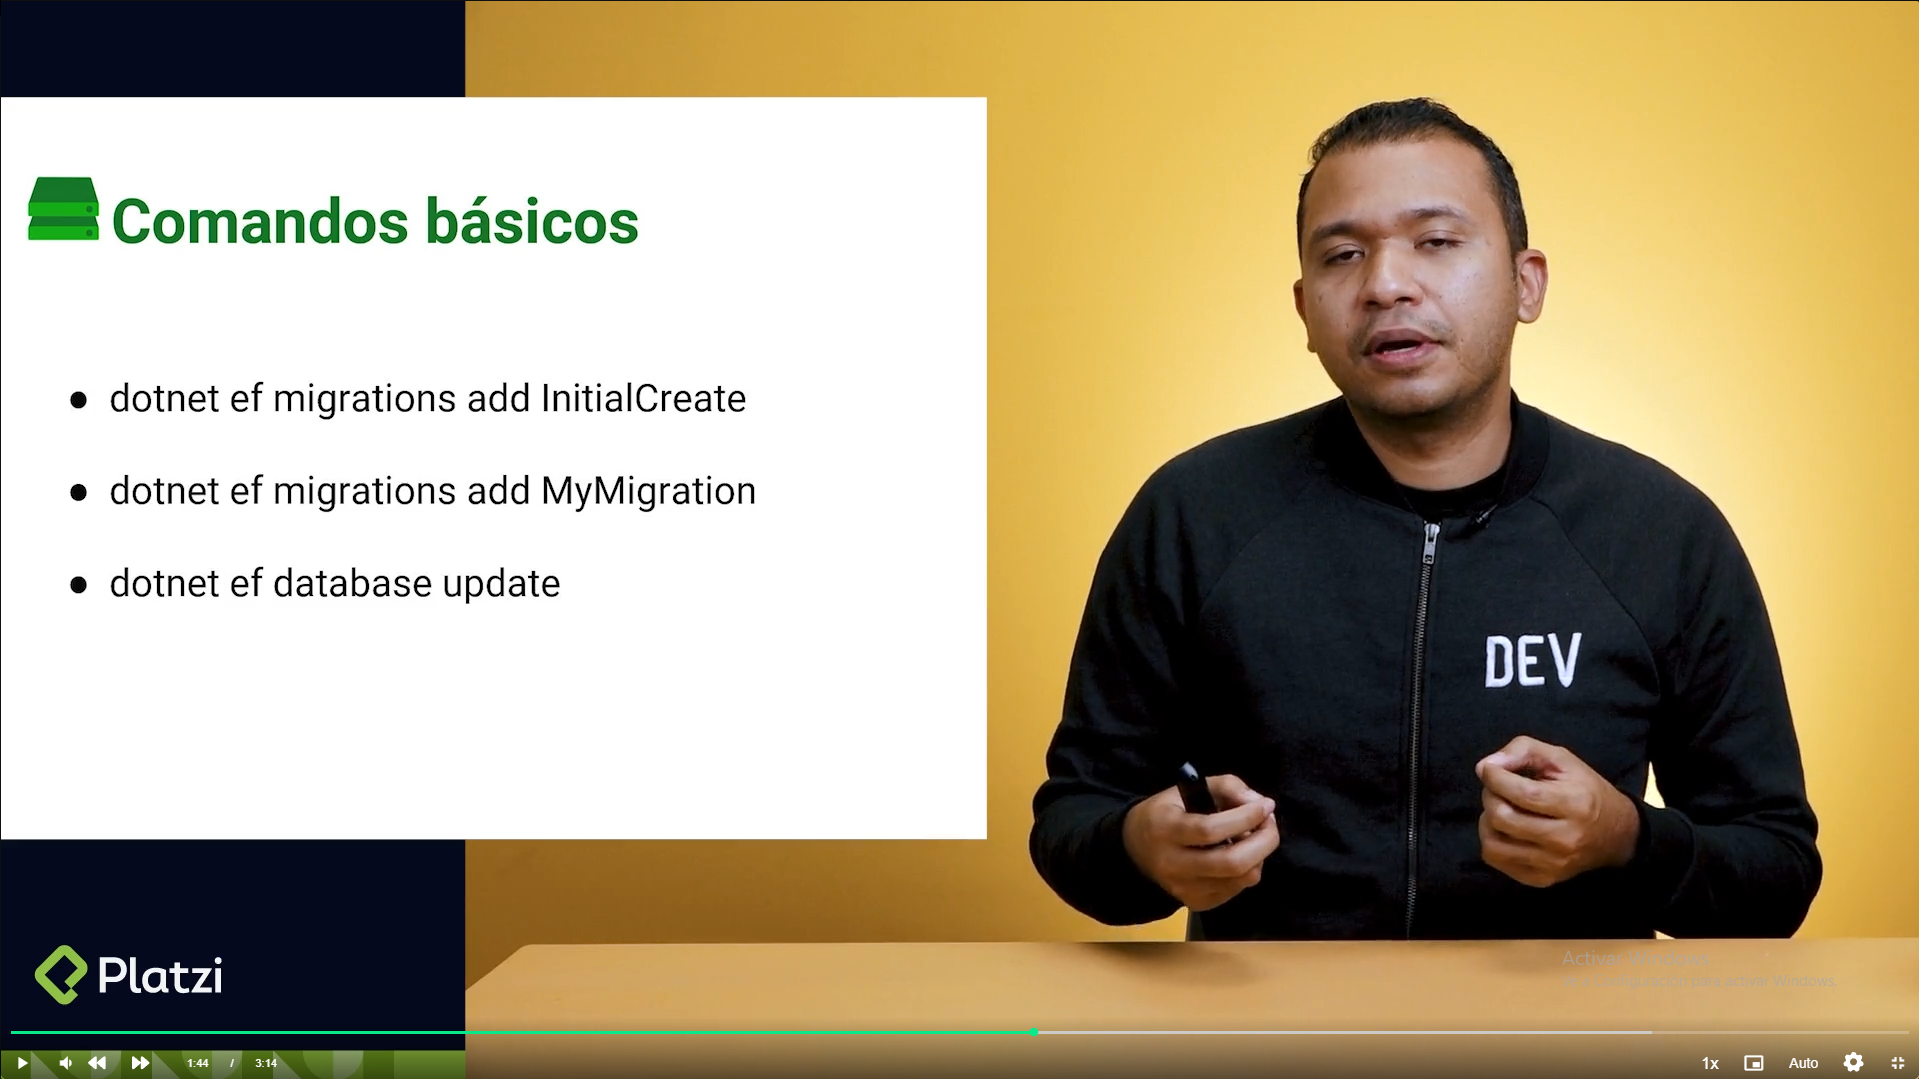 Comandos básicos
● dotnet ef migrations add InitialCreate
● dotnet ef migrations add MyMigration
● dotnet ef database update
DEV
Platzi
Activar Windows
configuración para activar Windows.
1:44 / 3:14
1x
Auto